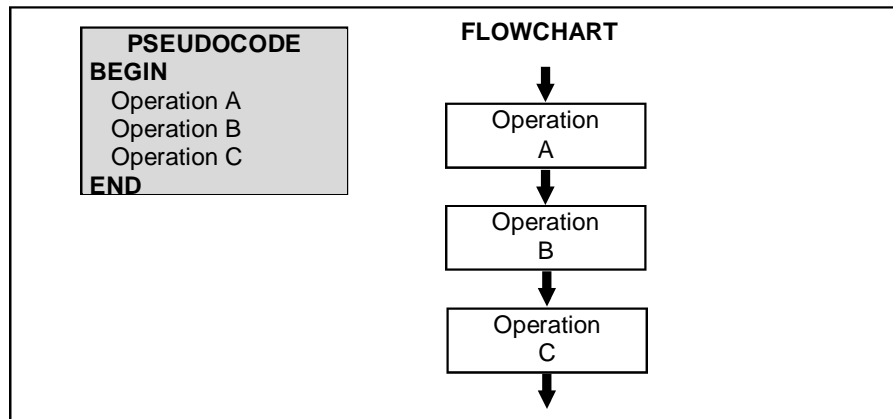 PSEUDOCODE
BEGIN
Operation A
Operation B
Operation C
END
FLOWCHART
Operation
A
Operation
B
Operation
C